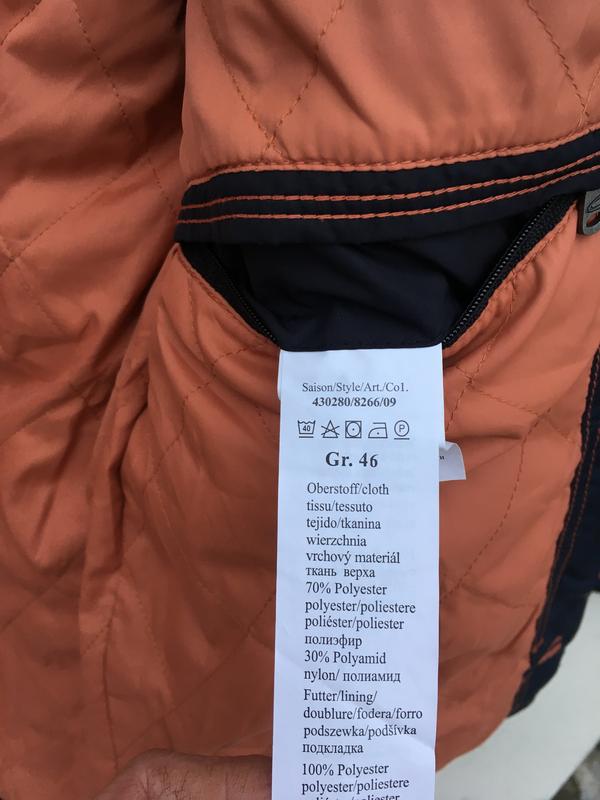 Saison/Style/Art./Co1.
430280/8266/09
40 P
Gr. 46
Oberstoff/cloth
tissu/tessuto
tejido/tkanina
wierzchnia
vrchový materiál
ткань верха
70% Polyester
polyester/poliestere
poliéster/poliester
полиэфир
30% Polyamid
nylon/ полиамид
Futter/lining/
doublure/fodera/forro
podszewka/podšívka
подкладка
100% Polyester
polyester/poliestere